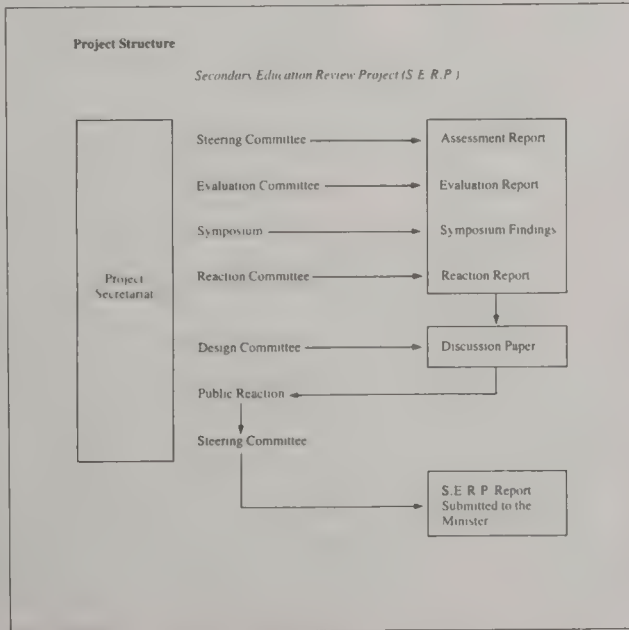 Project Structure
Secondary Education Review Project (S.E.R.P.)
Steering Committee
Assessment Report
Evaluation Committee
Evaluation Report
Symposium
Symposium Findings
Project
Secretariat
Reaction Committee
Reaction Report
Design Committee
Discussion Paper
Public Reaction
Steering Committee
S.E.R.P. Report
Submitted to the
Minister